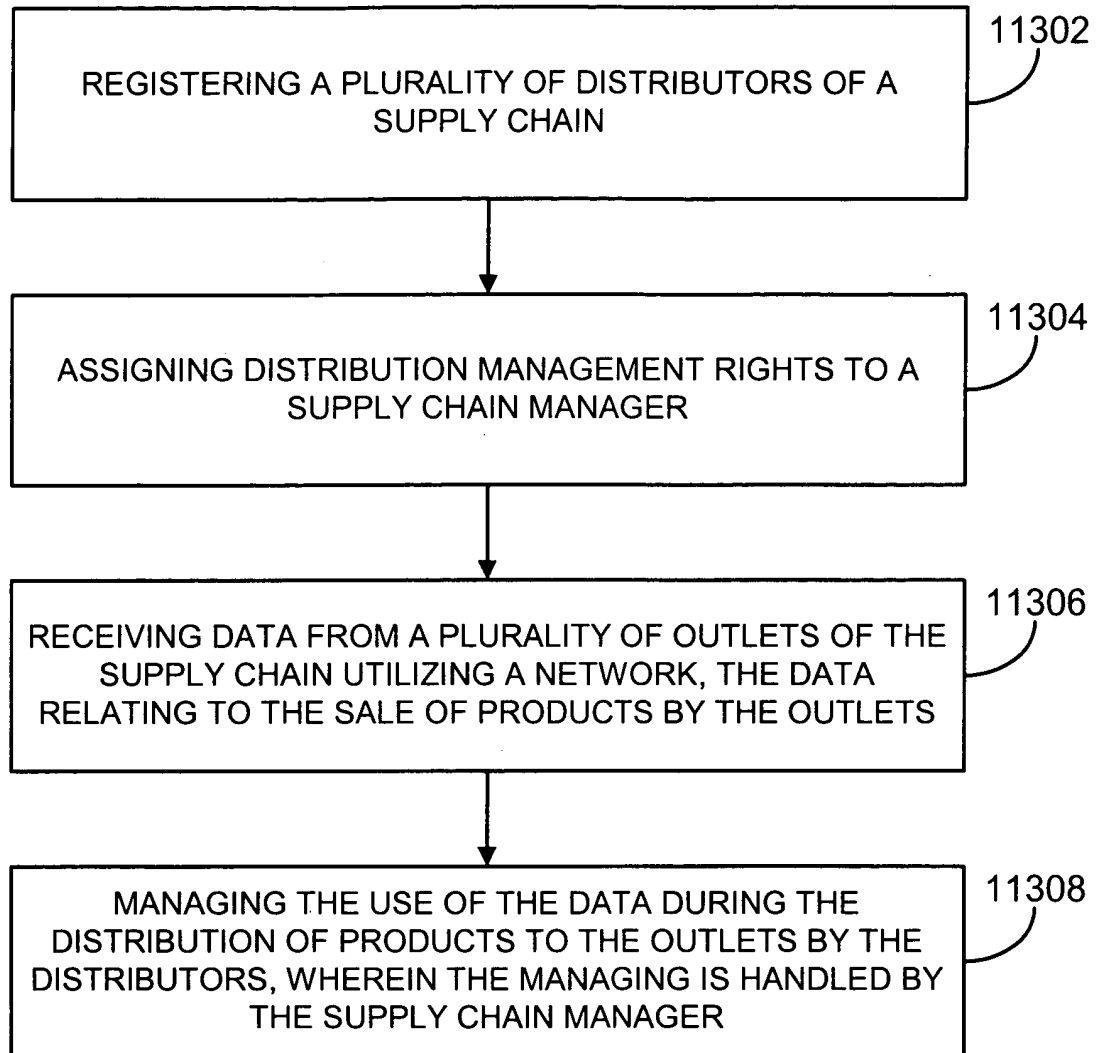 11302
REGISTERING A PLURALITY OF DISTRIBUTORS OF A
SUPPLY CHAIN
11304
ASSIGNING DISTRIBUTION MANAGEMENT RIGHTS TO A
SUPPLY CHAIN MANAGER
11306
RECEIVING DATA FROM A PLURALITY OF OUTLETS OF THE
SUPPLY CHAIN UTILIZING A NETWORK, THE DATA
RELATING TO THE SALE OF PRODUCTS BY THE OUTLETS
11308
MANAGING THE USE OF THE DATA DURING THE
DISTRIBUTION OF PRODUCTS TO THE OUTLETS BY THE
DISTRIBUTORS, WHEREIN THE MANAGING IS HANDLED BY
THE SUPPLY CHAIN MANAGER